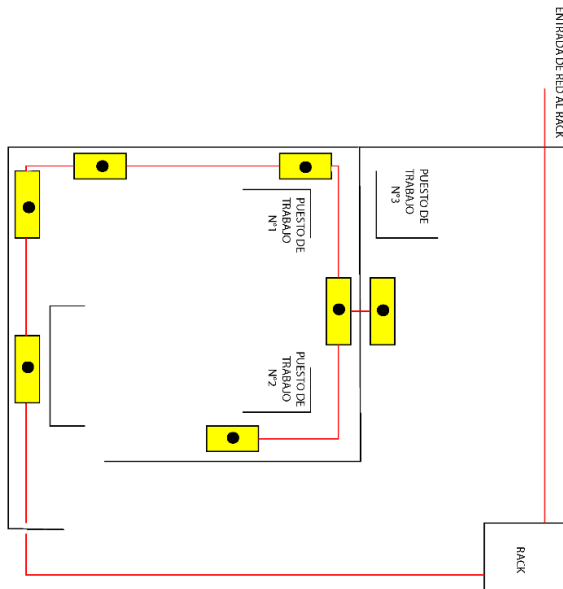 ENTRADA DE RED AL RACK
PUESTO DE
TRABAJO
N°3
PUESTO DE
TRABAJO
N°1
PUESTO DE
TRABAJO
N°2
RACK